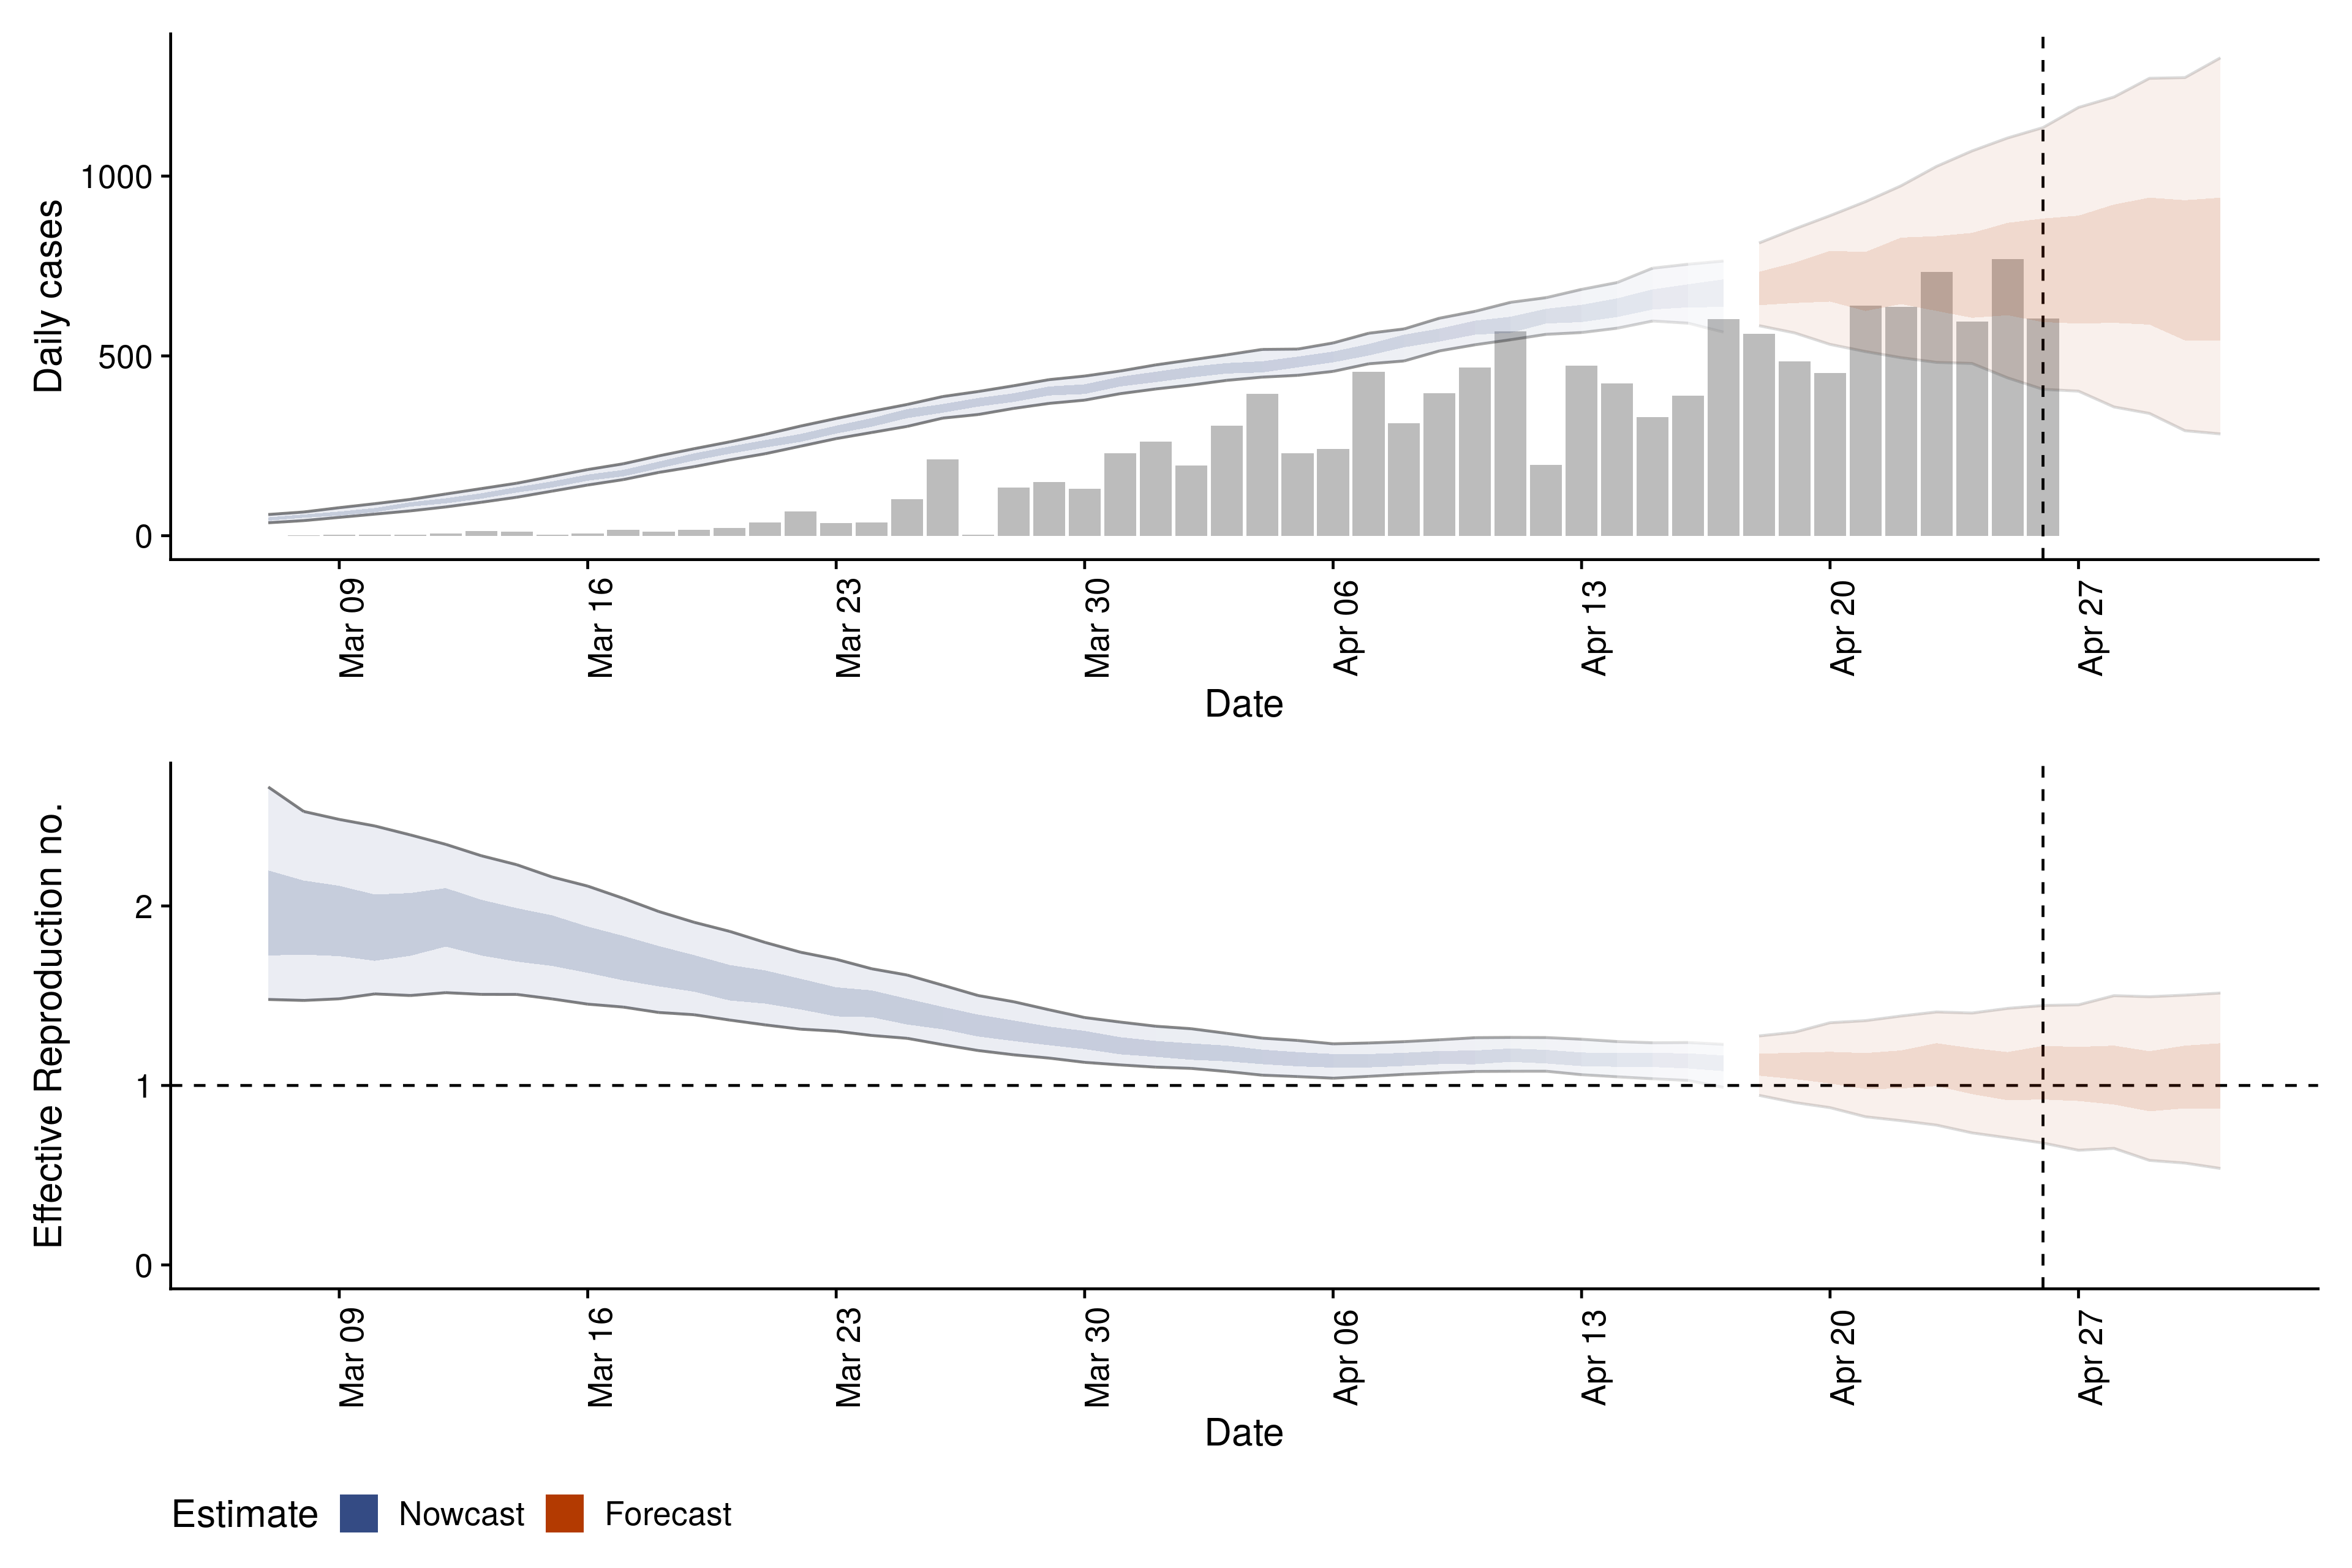 Daily cases
1000
500
0
Mar 09
Mar 16
Mar 23
Mar 30
Apr 06
Apr 13
Apr 20
Apr 27
Date
Effective Reproduction no.
2
1
0
Mar 09
Mar 16
Mar 23
Mar 30
Apr 06
Apr 13
Apr 20
Apr 27
Date
Estimate Nowcast Forecast